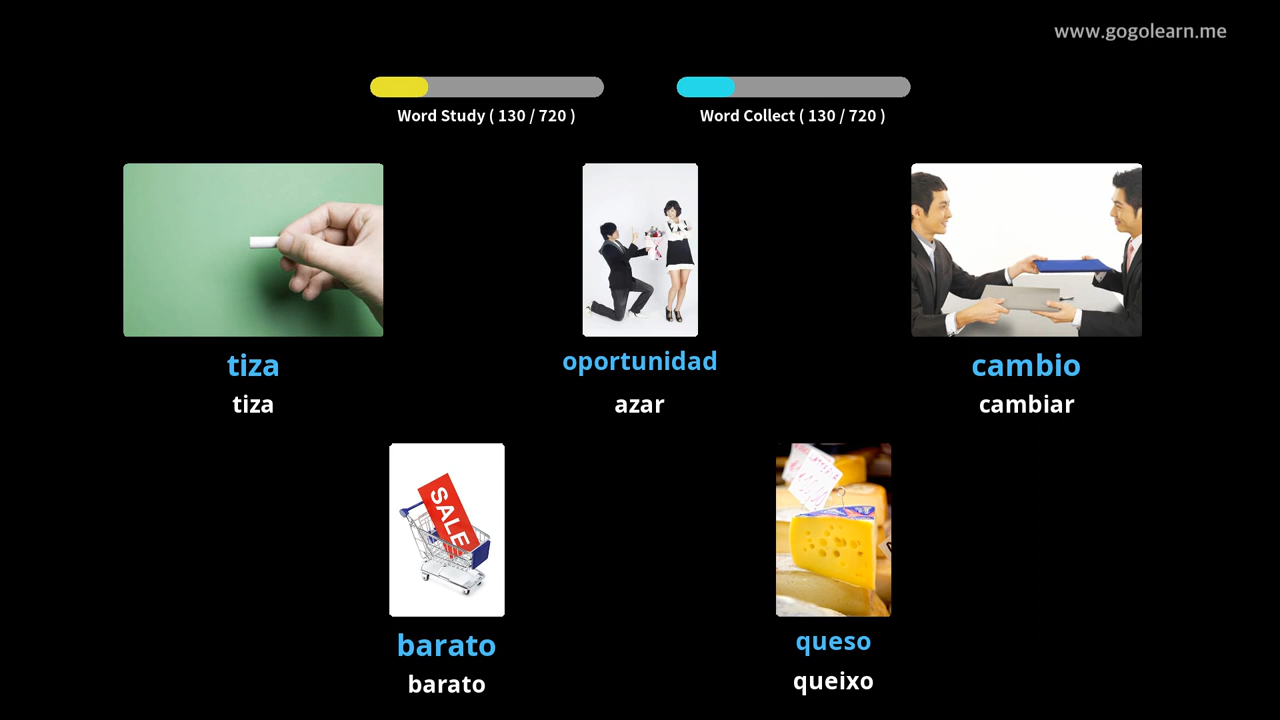 www.gogolearn.me
Word Study ( 130 / 720 )
Word Collect ( 130 / 720 )
tiza
tiza
oportunidad
azar
cambio
cambiar
SALE
barato
barato
queso
queixo